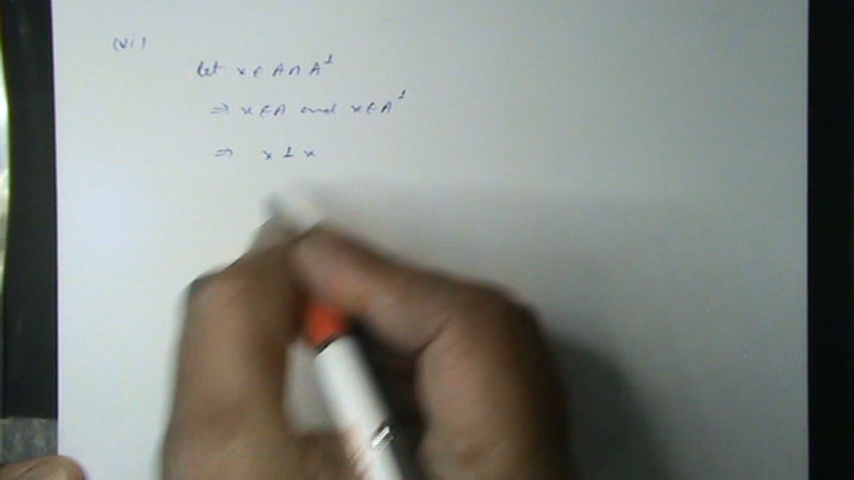 (vi)
Let x ∈ A ∩ A^⊥
⇒ x ∈ A and x ∈ A^⊥
⇒ x ⊥ x